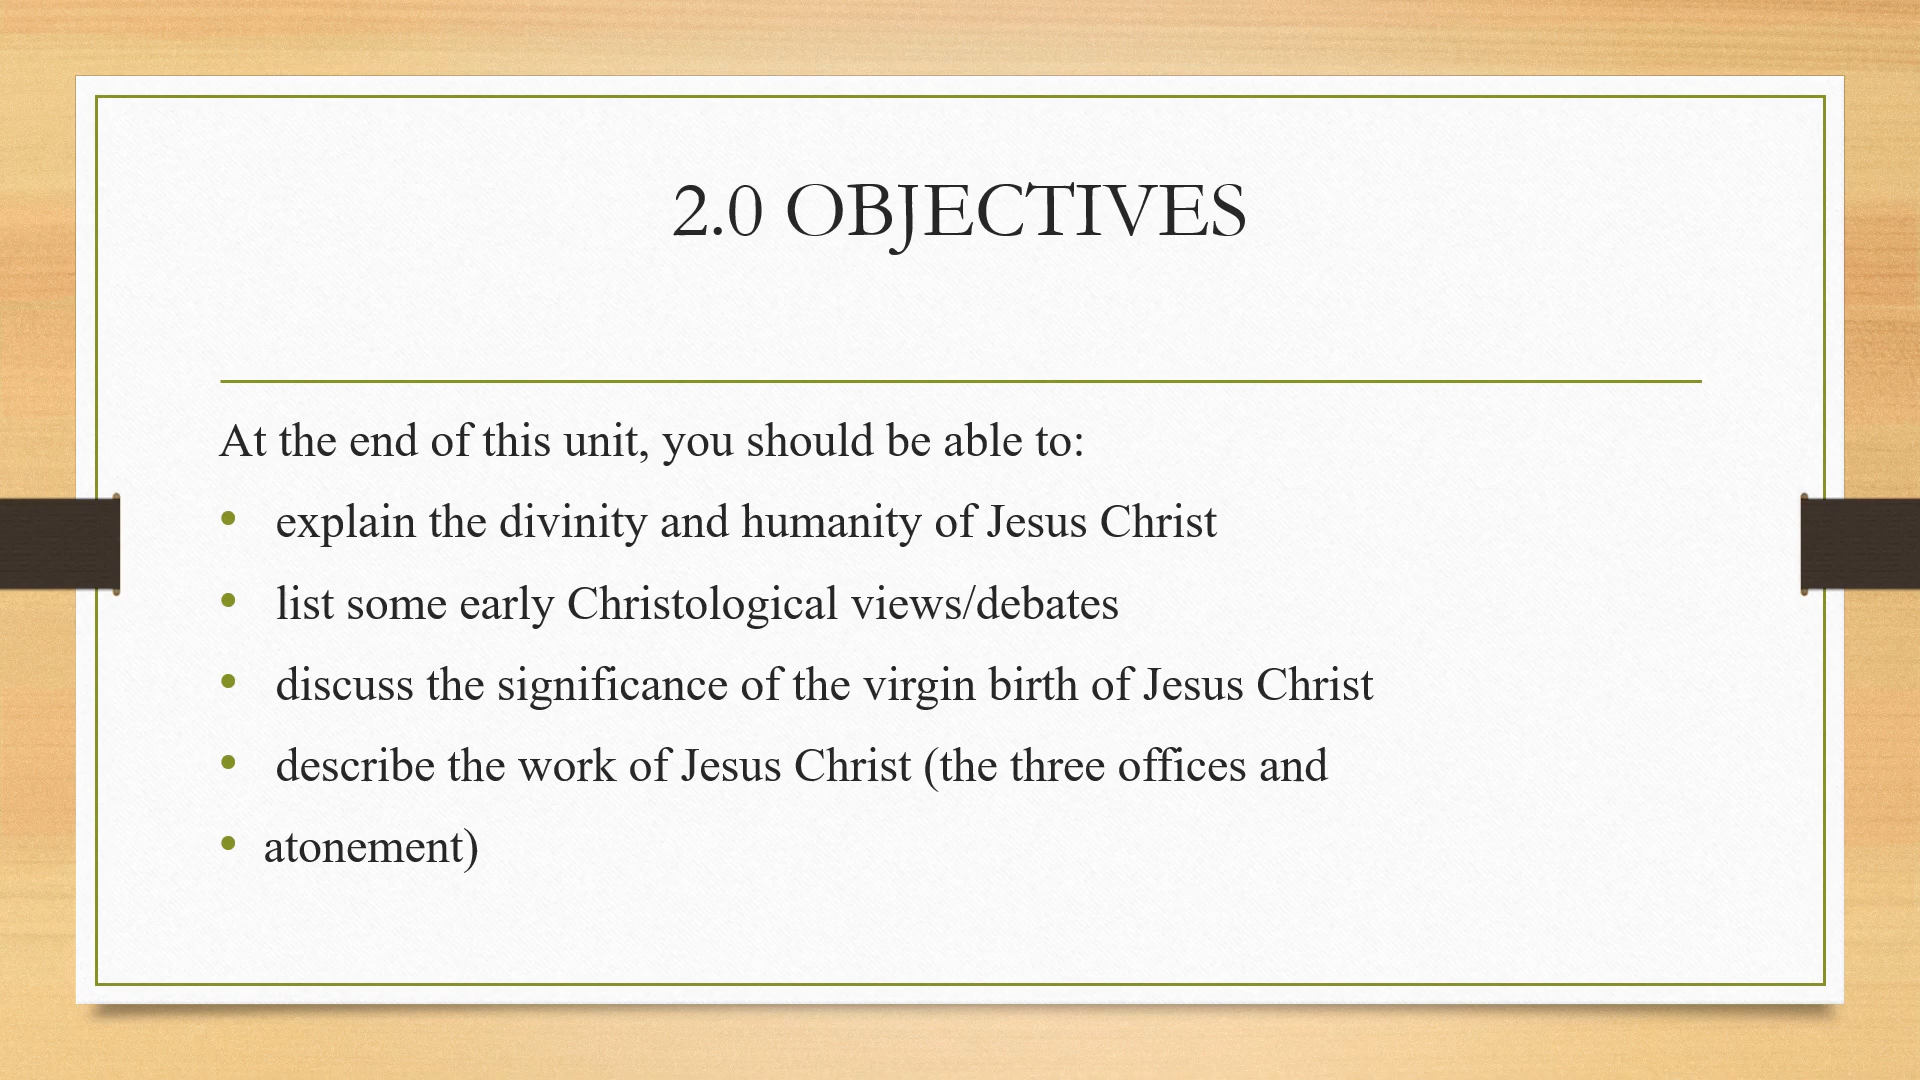 2.0 OBJECTIVES
At the end of this unit, you should be able to:
• explain the divinity and humanity of Jesus Christ
• list some early Christological views/debates
• discuss the significance of the virgin birth of Jesus Christ
• describe the work of Jesus Christ (the three offices and
• atonement)